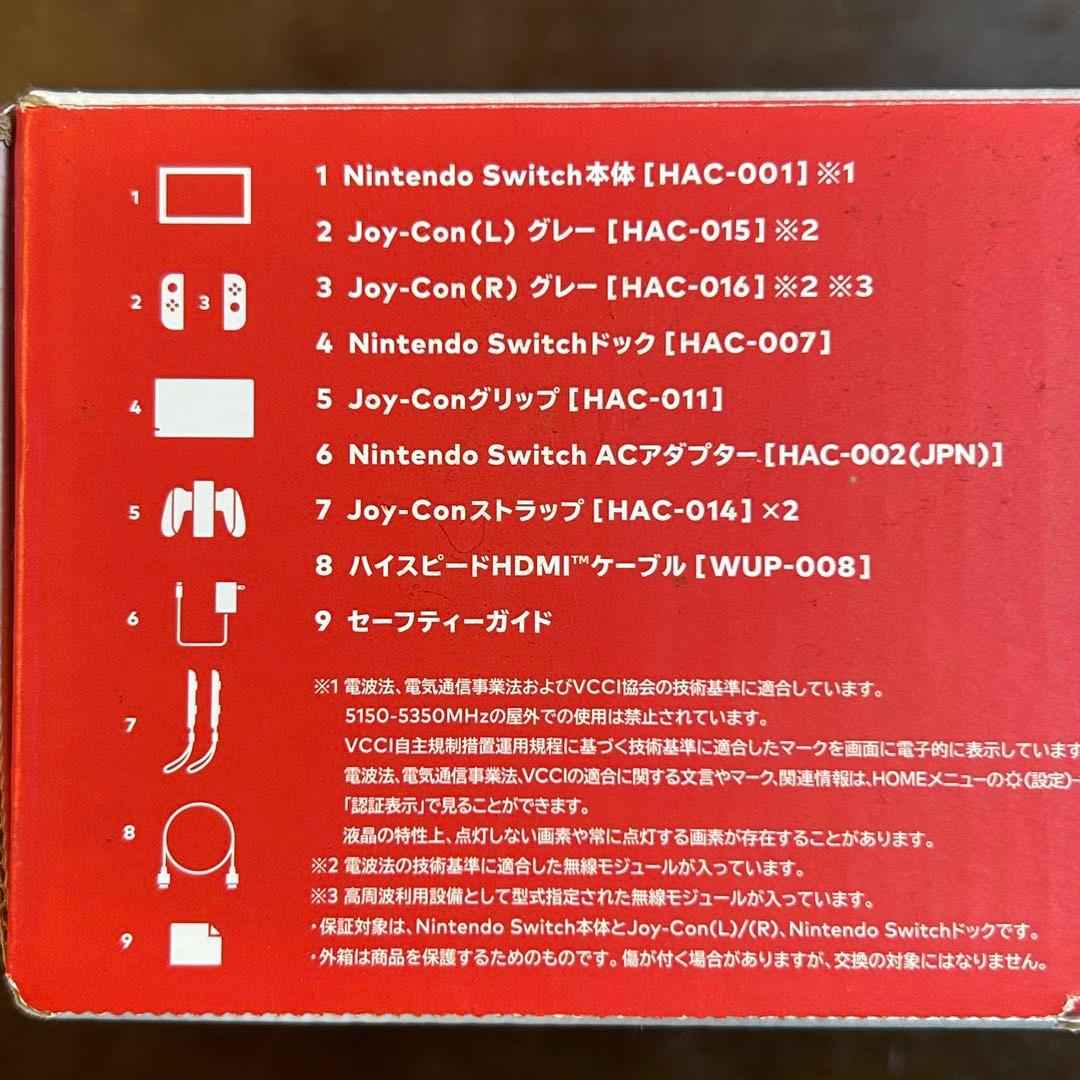 1 Nintendo Switch本体 [HAC-001] ※1
2 Joy-Con(L) グレー [HAC-015] ※2
3 Joy-Con(R) グレー [HAC-016] ※2 ※3
4 Nintendo Switchドック [HAC-007]
5 Joy-Conグリップ [HAC-011]
6 Nintendo Switch ACアダプター [HAC-002(JPN)]
7 Joy-Conストラップ [HAC-014] ×2
8 ハイスピードHDMI™ケーブル [WUP-008]
9 セーフティーガイド
※1 電波法、電気通信事業法およびVCCI協会の技術基準に適合しています。
5150-5350MHzの屋外での使用は禁止されています。
VCCI自主規制措置運用規程に基づく技術基準に適合したマークを画面に電子的に表示しています
電波法、電気通信事業法、VCCIの適合に関する文言やマーク、関連情報は、HOMEメニューの(設定)-
「認証表示」で見ることができます。
液晶の特性上、点灯しない画素や常に点灯する画素が存在することがあります。
※2 電波法の技術基準に適合した無線モジュールが入っています。
※3 高周波利用設備として型式指定された無線モジュールが入っています。
・保証対象は、Nintendo Switch本体とJoy-Con(L)/(R)、Nintendo Switchドックです。
・外箱は商品を保護するためのものです。傷が付く場合がありますが、交換の対象にはなりません。
1
2
3
4
5
6
7
8
9